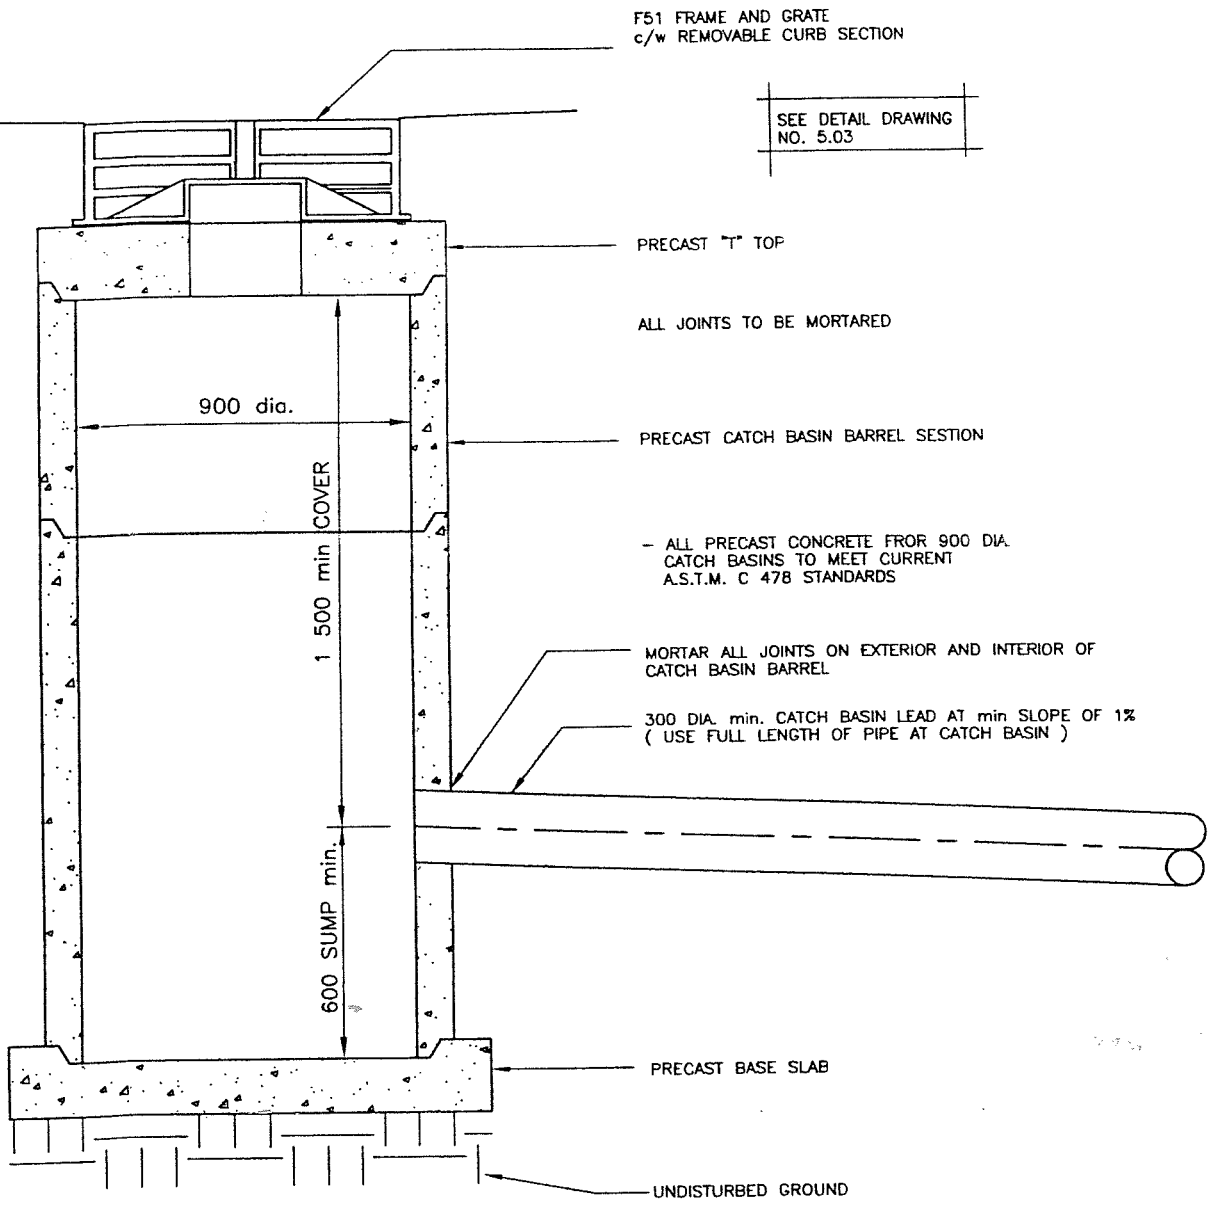 F51 FRAME AND GRATE
c/w REMOVABLE CURB SECTION
SEE DETAIL DRAWING
NO. 5.03
PRECAST "T" TOP
ALL JOINTS TO BE MORTARED
900 dia.
PRECAST CATCH BASIN BARREL SESTION
1 500 min COVER
- ALL PRECAST CONCRETE FROR 900 DIA.
CATCH BASINS TO MEET CURRENT
A.S.T.M. C 478 STANDARDS
MORTAR ALL JOINTS ON EXTERIOR AND INTERIOR OF
CATCH BASIN BARREL
300 DIA. min. CATCH BASIN LEAD AT min SLOPE OF 1%
( USE FULL LENGTH OF PIPE AT CATCH BASIN )
600 SUMP min.
PRECAST BASE SLAB
UNDISTURBED GROUND